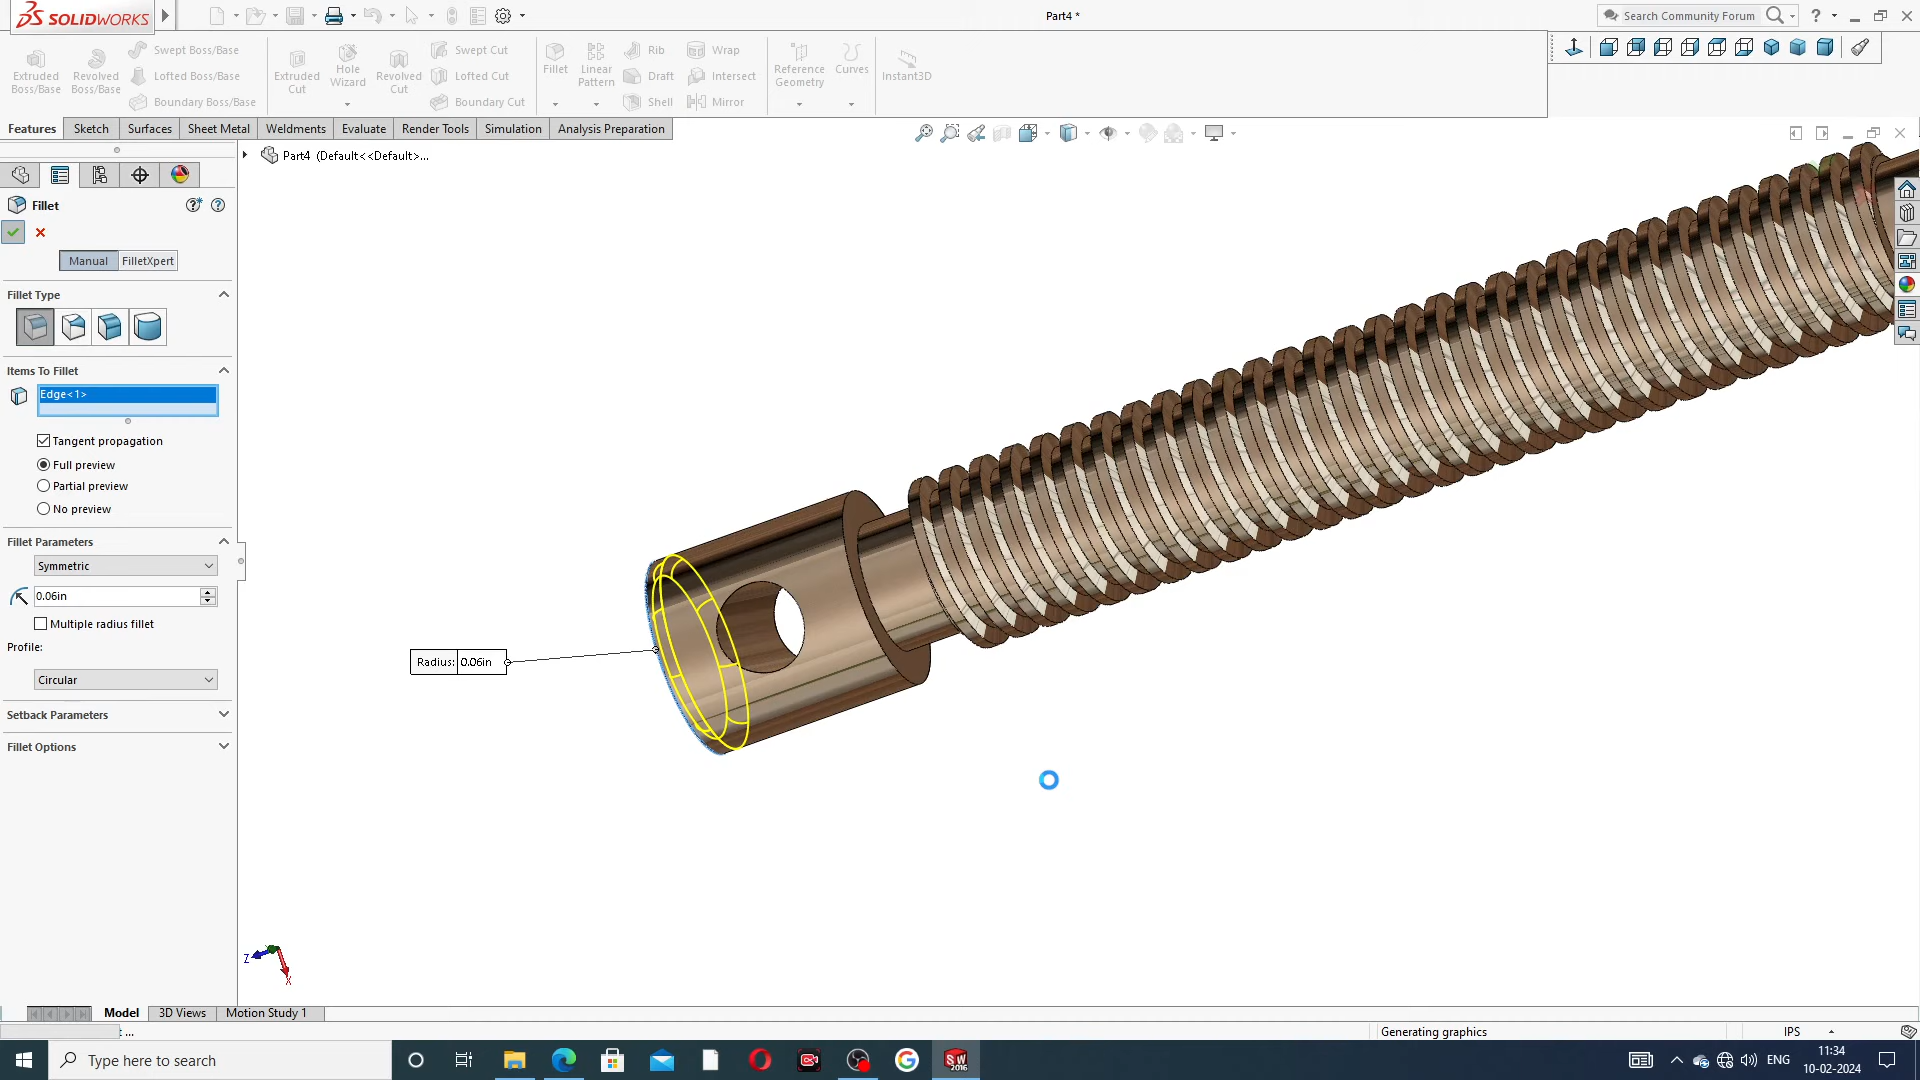 SOLIDWORKS
Part4 *
Search Community Forum
?
Extruded Boss/Base
Revolved Boss/Base
Swept Boss/Base
Lofted Boss/Base
Boundary Boss/Base
Extruded Cut
Hole Wizard
Revolved Cut
Swept Cut
Lofted Cut
Boundary Cut
Fillet
Linear Pattern
Rib
Draft
Shell
Wrap
Intersect
Mirror
Reference Geometry
Curves
Instant3D
Features
Sketch
Surfaces
Sheet Metal
Weldments
Evaluate
Render Tools
Simulation
Analysis Preparation
Part4 (Default<<Default>...
Fillet
Manual
FilletXpert
Fillet Type
Items To Fillet
Edge<1>
Tangent propagation
Full preview
Partial preview
No preview
Fillet Parameters
Symmetric
0.06in
Multiple radius fillet
Profile:
Circular
Setback Parameters
Fillet Options
Radius: 0.06in
Z
X
Model
3D Views
Motion Study 1
Generating graphics
IPS
Type here to search
SW
2016
ENG
11:34
10-02-2024